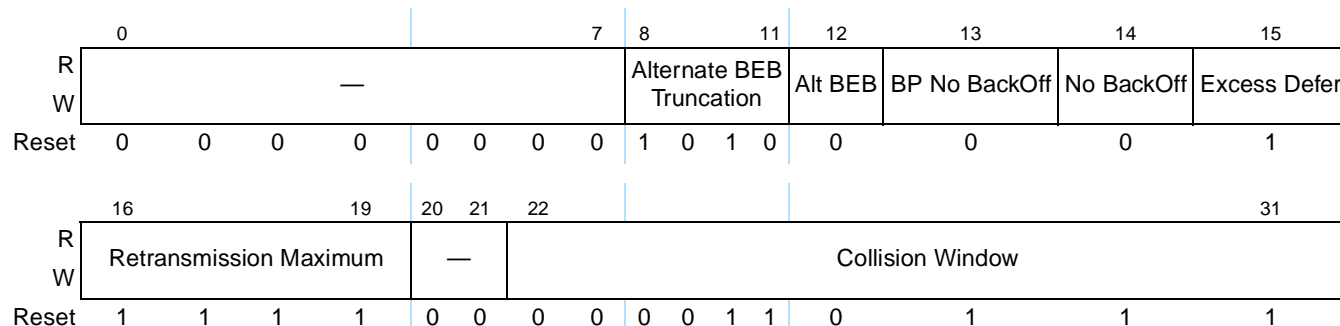 0 7 8 11 12 13 14 15
R
W
—
Alternate BEB
Truncation
Alt BEB
BP No BackOff
No BackOff
Excess Defer
Reset 0 0 0 0 0 0 0 0 1 0 1 0 0 0 0 1
16 19 20 21 22 31
R
W
Retransmission Maximum
—
Collision Window
Reset 1 1 1 1 0 0 0 0 0 0 1 1 0 1 1 1